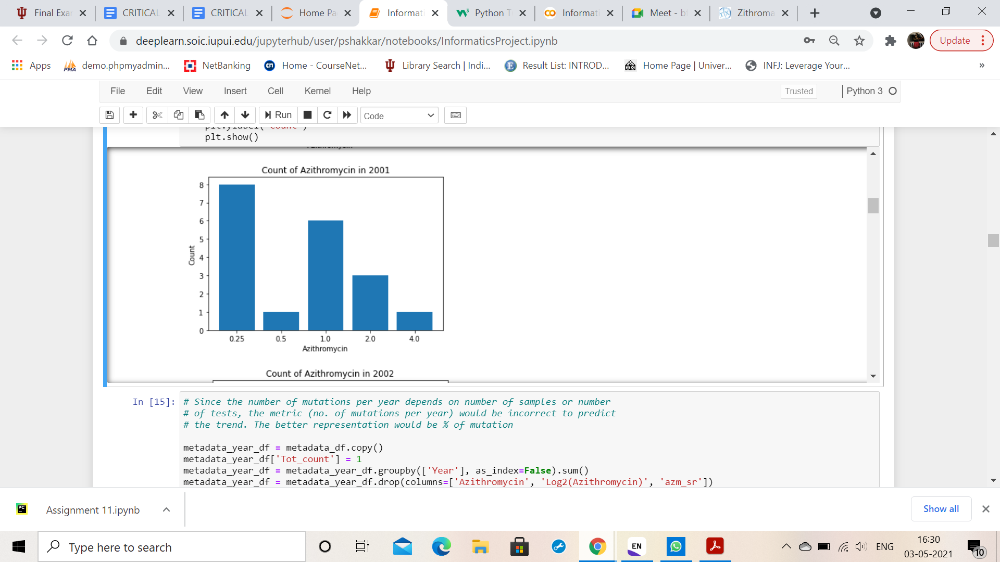 Final Exa
CRITICAL
CRITICAL
Home Pa
Informat
Python T
Informati
Meet - b
Zithroma
deeplearn.soic.iupui.edu/jupyterhub/user/pshakkar/notebooks/InformaticsProject.ipynb
Update
Apps
PMA
demo.phpmyadmin...
NetBanking
cn
Home - CourseNet...
Library Search | Indi...
E
Result List: INTROD...
Home Page | Univer...
INFJ: Leverage Your...
»
File Edit View Insert Cell Kernel Help
Trusted
Python 3
Run
Code
plt.ylabel("Count")
plt.show()
Azithromycin
Count of Azithromycin in 2001
8
7
6
5
4
3
2
1
0
Count
0.25 0.5 1.0 2.0 4.0
Azithromycin
Count of Azithromycin in 2002
In [15]:
# Since the number of mutations per year depends on number of samples or number
# of tests, the metric (no. of mutations per year) would be incorrect to predict
# the trend. The better representation would be % of mutation
metadata_year_df = metadata_df.copy()
metadata_year_df['Tot_count'] = 1
metadata_year_df = metadata_year_df.groupby(['Year'], as_index=False).sum()
metadata_year_df = metadata_year_df.drop(columns=['Azithromycin', 'Log2(Azithromycin)', 'azm_sr'])
PC
Assignment 11.ipynb
Show all
Type here to search
EN
ENG
16:30
03-05-2021
10